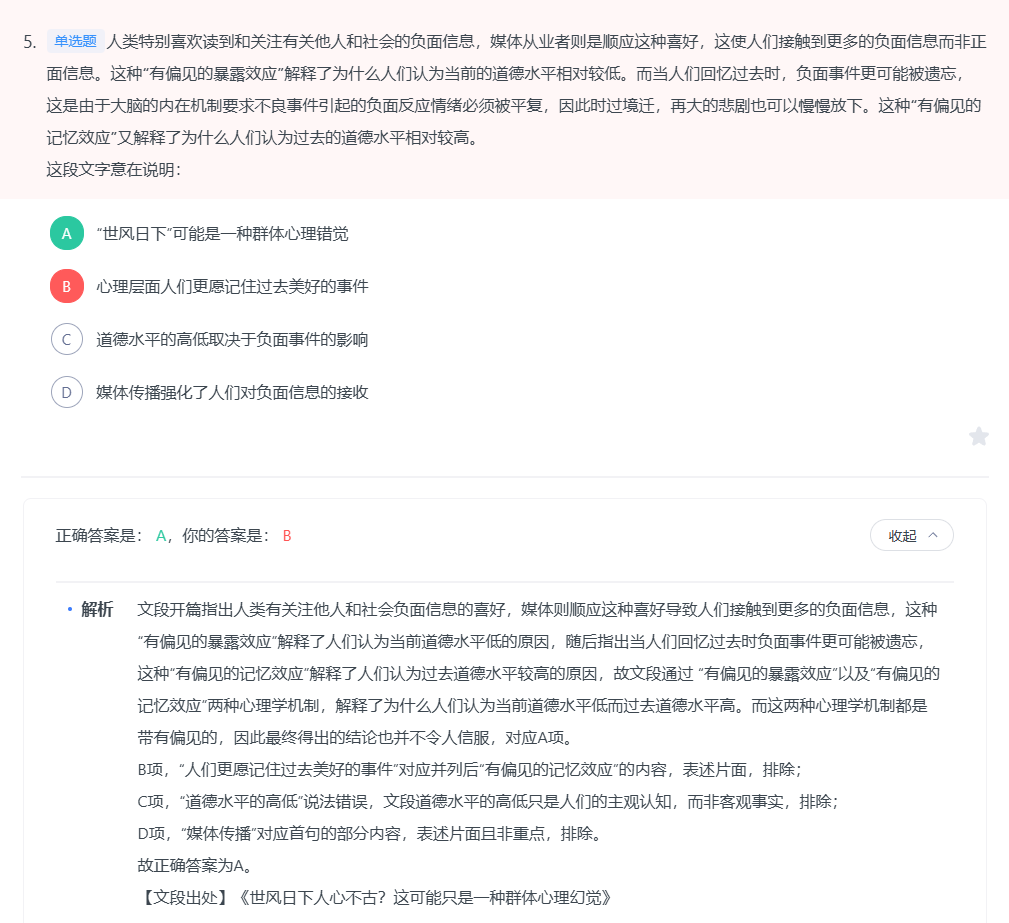 5. 单选题 人类特别喜欢读到和关注有关他人和社会的负面信息，媒体从业者则是顺应这种喜好，这使人们接触到更多的负面信息而非正
面信息。这种“有偏见的暴露效应”解释了为什么人们认为当前的道德水平相对较低。而当人们回忆过去时，负面事件更可能被遗忘，
这是由于大脑的内在机制要求不良事件引起的负面反应情绪必须被平复，因此时过境迁，再大的悲剧也可以慢慢放下。这种“有偏见的
记忆效应”又解释了为什么人们认为过去的道德水平相对较高。
这段文字意在说明：
A “世风日下”可能是一种群体心理错觉
B 心理层面人们更愿记住过去美好的事件
C 道德水平的高低取决于负面事件的影响
D 媒体传播强化了人们对负面信息的接收
正确答案是： A，你的答案是： B
收起
解析 文段开篇指出人类有关注他人和社会负面信息的喜好，媒体则顺应这种喜好导致人们接触到更多的负面信息，这种
“有偏见的暴露效应”解释了人们认为当前道德水平低的原因，随后指出当人们回忆过去时负面事件更可能被遗忘，
这种“有偏见的记忆效应”解释了人们认为过去道德水平较高的原因，故文段通过 “有偏见的暴露效应”以及“有偏见的
记忆效应”两种心理学机制，解释了为什么人们认为当前道德水平低而过去道德水平高。而这两种心理学机制都是
带有偏见的，因此最终得出的结论也并不令人信服，对应A项。
B项，“人们更愿记住过去美好的事件”对应并列后“有偏见的记忆效应”的内容，表述片面，排除；
C项，“道德水平的高低”说法错误，文段道德水平的高低只是人们的主观认知，而非客观事实，排除；
D项，“媒体传播”对应首句的部分内容，表述片面且非重点，排除。
故正确答案为A。
【文段出处】《世风日下人心不古？这可能只是一种群体心理幻觉》